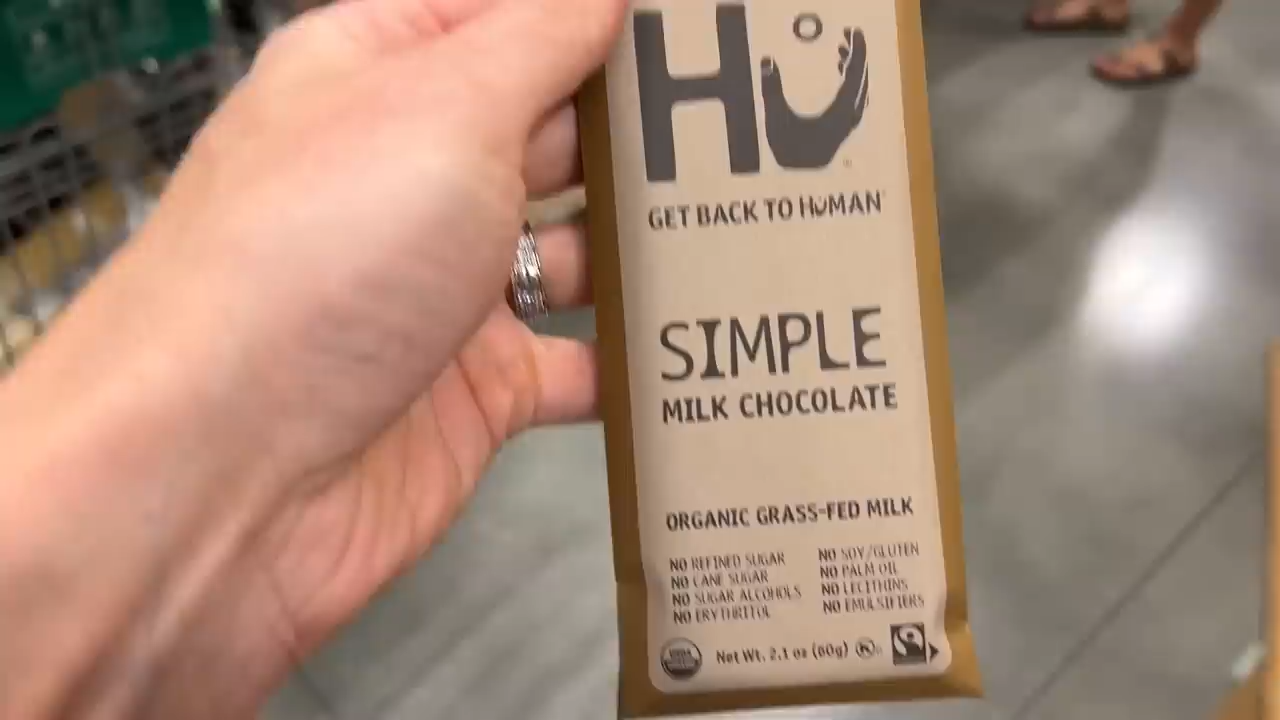 Hu
GET BACK TO HUMAN
SIMPLE
MILK CHOCOLATE
ORGANIC GRASS-FED MILK
NO REFINED SUGAR
NO CANE SUGAR
NO SUGAR ALCOHOLS
NO ERYTHRITOL
NO SOY/GLUTEN
NO PALM OIL
NO LECITHINS
NO EMULSIFIERS
USDA
Net Wt. 2.1 oz (60g)